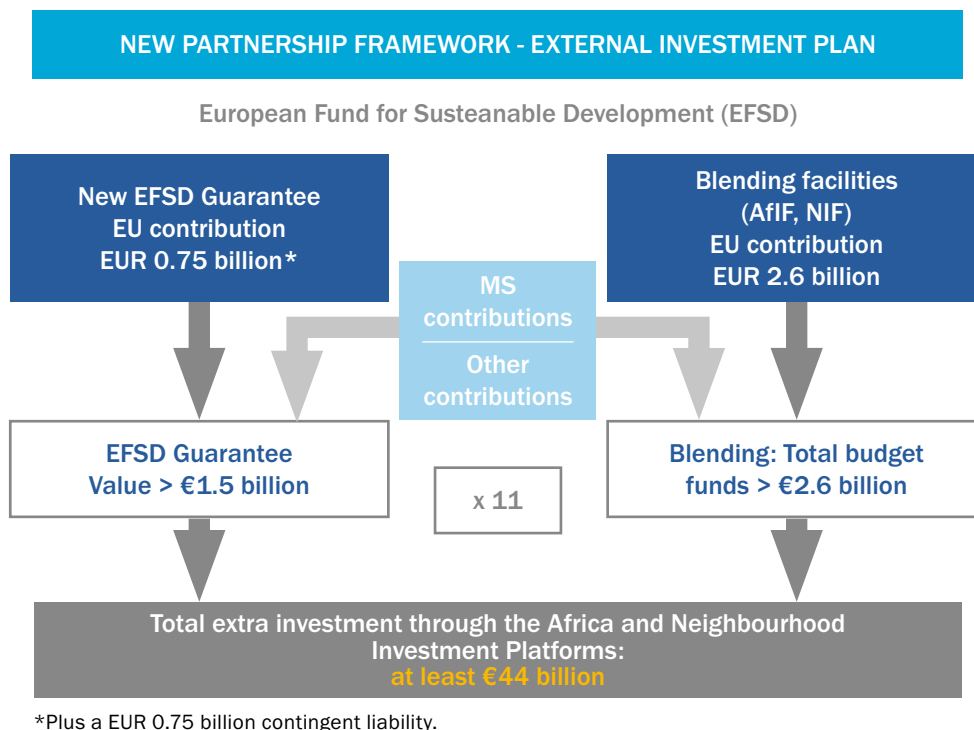 NEW PARTNERSHIP FRAMEWORK - EXTERNAL INVESTMENT PLAN
European Fund for Susteanable Development (EFSD)
New EFSD Guarantee
EU contribution
EUR 0.75 billion*
Blending facilities
(AfIF, NIF)
EU contribution
EUR 2.6 billion
MS
contributions
Other
contributions
EFSD Guarantee
Value > €1.5 billion
x 11
Blending: Total budget
funds > €2.6 billion
Total extra investment through the Africa and Neighbourhood
Investment Platforms:
at least €44 billion
*Plus a EUR 0.75 billion contingent liability.